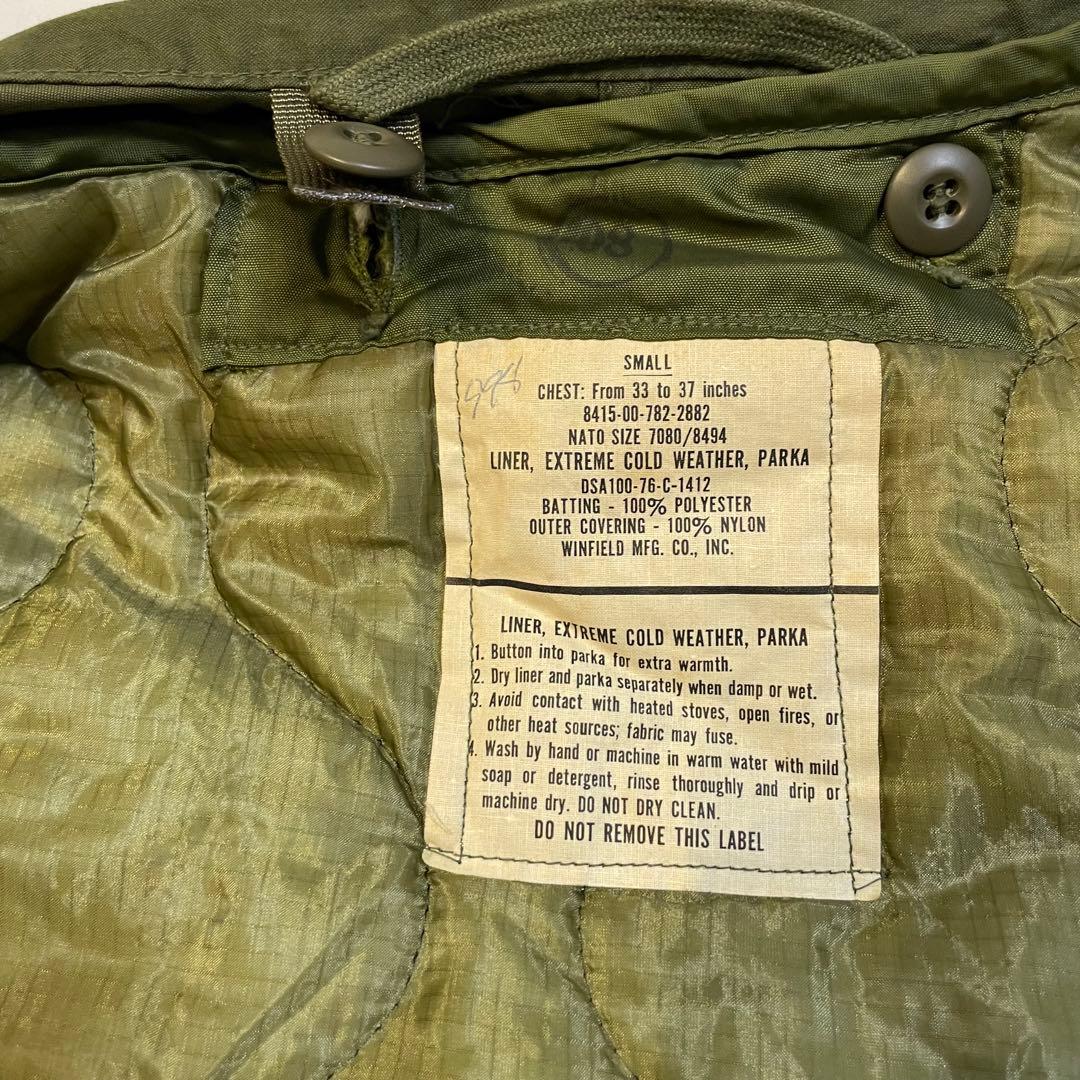 SMALL
CHEST: From 33 to 37 inches
8415-00-782-2882
NATO SIZE 7080/8494
LINER, EXTREME COLD WEATHER, PARKA
DSA100-76-C-1412
BATTING - 100% POLYESTER
OUTER COVERING - 100% NYLON
WINFIELD MFG. CO., INC.
LINER, EXTREME COLD WEATHER, PARKA
1. Button into parka for extra warmth.
2. Dry liner and parka separately when damp or wet.
3. Avoid contact with heated stoves, open fires, or
other heat sources; fabric may fuse.
4. Wash by hand or machine in warm water with mild
soap or detergent, rinse thoroughly and drip or
machine dry. DO NOT DRY CLEAN.
DO NOT REMOVE THIS LABEL